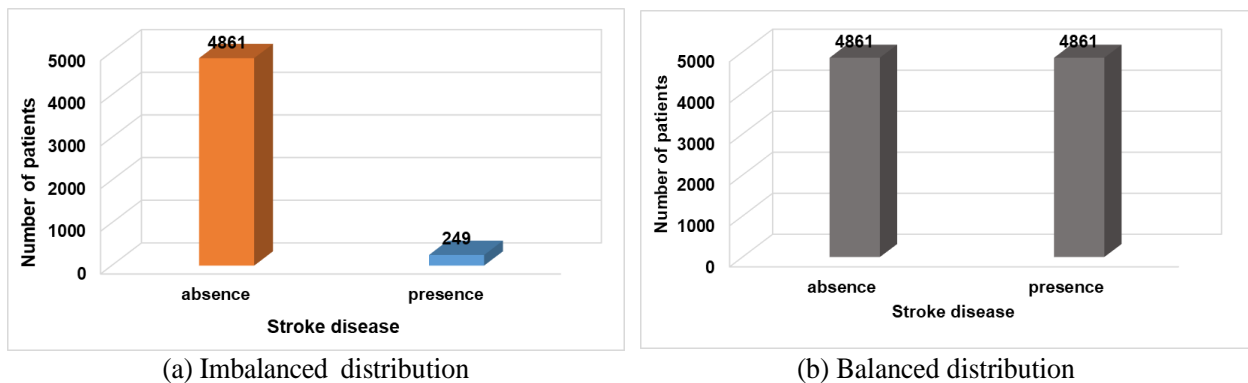 Number of patients
5000
4000
3000
2000
1000
0
4861
249
absence
presence
Stroke disease
(a) Imbalanced distribution
Number of patients
5000
4000
3000
2000
1000
0
4861
4861
absence
presence
Stroke disease
(b) Balanced distribution